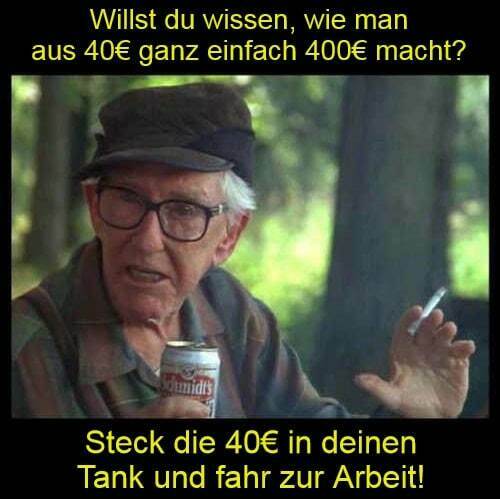 Willst du wissen, wie man
aus 40€ ganz einfach 400€ macht?
Schmidt's
Steck die 40€ in deinen
Tank und fahr zur Arbeit!